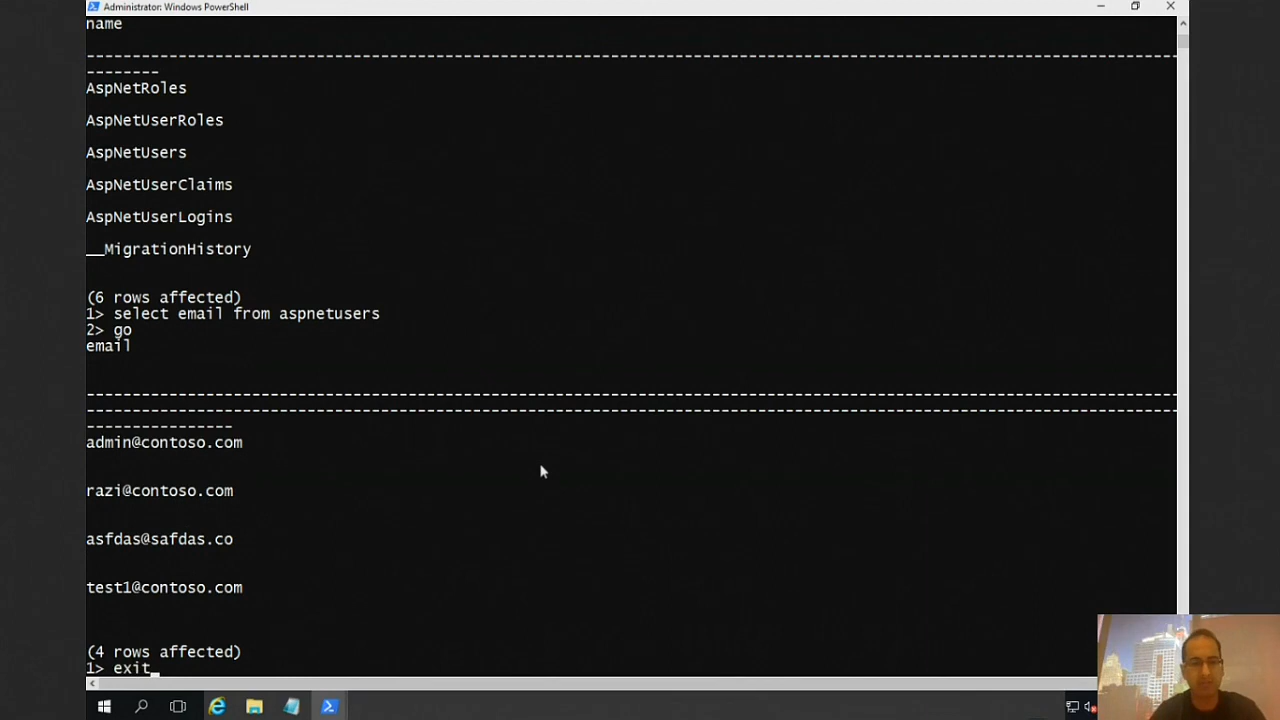 Administrator: Windows PowerShell
name
--------------------------------------------------------------------------------------------------------------------
--------
AspNetRoles
AspNetUserRoles
AspNetUsers
AspNetUserClaims
AspNetUserLogins
__MigrationHistory
(6 rows affected)
1> select email from aspnetusers
2> go
email
--------------------------------------------------------------------------------------------------------------------
--------------------------------------------------------------------------------------------------------------------
----------------
admin@contoso.com
razi@contoso.com
asfdas@safdas.co
test1@contoso.com
(4 rows affected)
1> exit